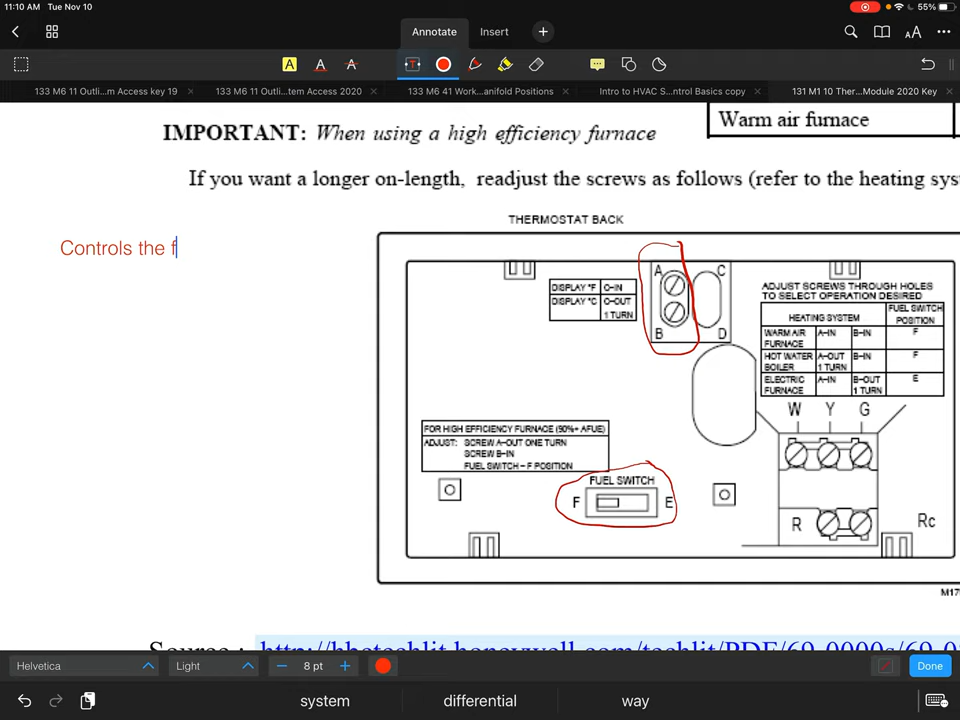 11:10 AM Tue Nov 10
55%
Annotate
Insert
133 M6 11 Outli...m Access key 19
133 M6 11 Outli...tem Access 2020
133 M6 41 Work...anifold Positions
Intro to HVAC S...ntrol Basics copy
131 M1 10 Ther...Module 2020 Key
IMPORTANT: When using a high efficiency furnace
Warm air furnace
If you want a longer on-length, readjust the screws as follows (refer to the heating sys
THERMOSTAT BACK
Controls the f
DISPLAY °F C-IN
DISPLAY °C C-OUT
1 TURN
A
C
B
D
ADJUST SCREWS THROUGH HOLES
TO SELECT OPERATION DESIRED
HEATING SYSTEM
FUEL SWITCH
POSITION
WARM AIR FURNACE A-IN B-IN F
HOT WATER BOILER A-OUT 1 TURN B-IN F
ELECTRIC FURNACE A-IN B-OUT 1 TURN E
W Y G
FOR HIGH EFFICIENCY FURNACE (90%+ AFUE)
ADJUST: SCREW A-OUT ONE TURN
SCREW B-IN
FUEL SWITCH – F POSITION
FUEL SWITCH
F E
R Rc
M17
Source :
Helvetica
Light
8 pt
Done
system
differential
way